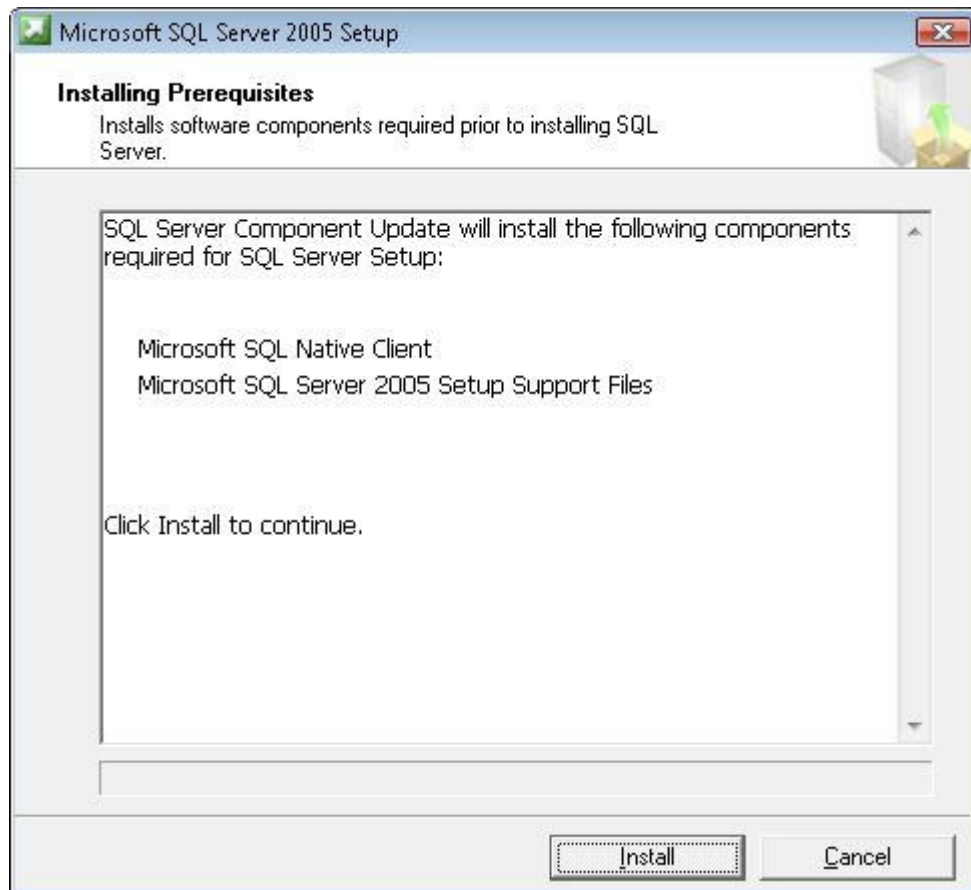 Microsoft SQL Server 2005 Setup
Installing Prerequisites
Installs software components required prior to installing SQL
Server.
SQL Server Component Update will install the following components
required for SQL Server Setup:
Microsoft SQL Native Client
Microsoft SQL Server 2005 Setup Support Files
Click Install to continue.
Install
Cancel